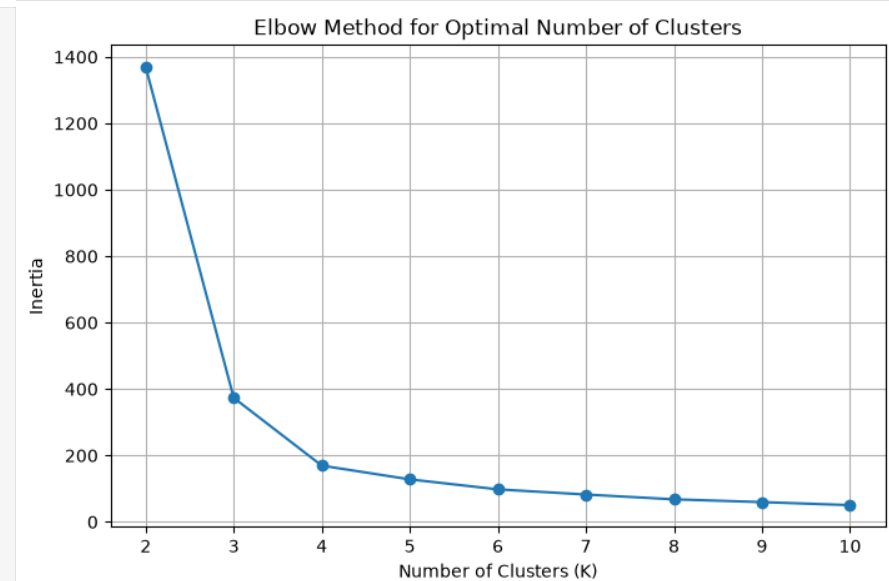 Elbow Method for Optimal Number of Clusters
1400
1200
1000
800
600
400
200
0
Inertia
2 3 4 5 6 7 8 9 10
Number of Clusters (K)